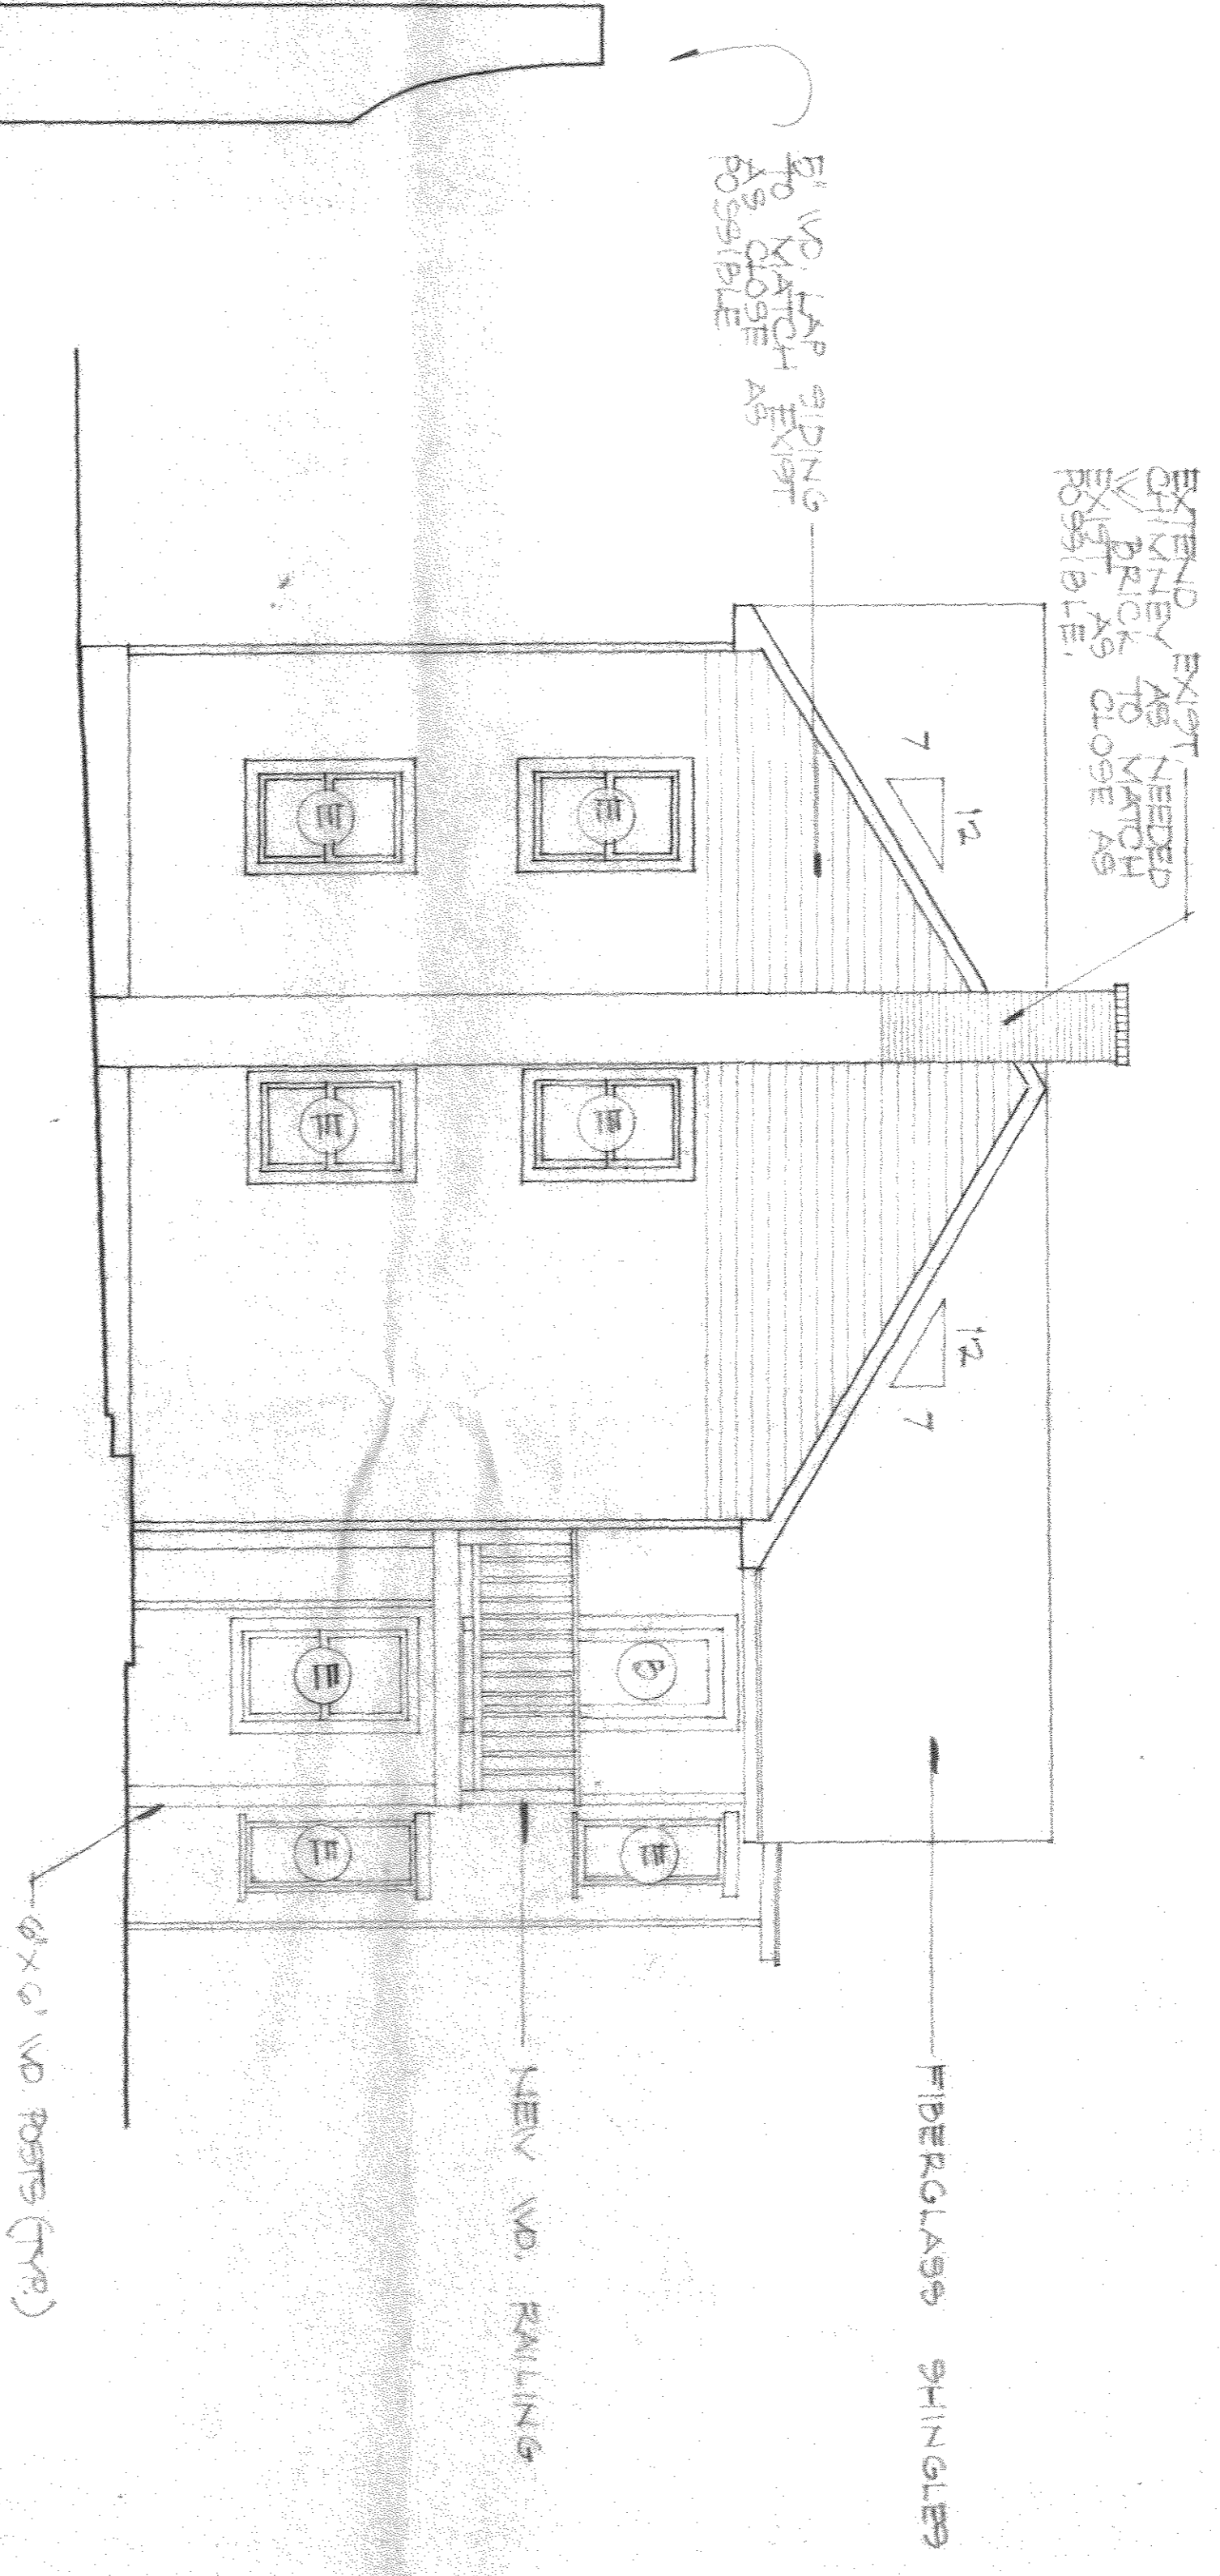 EXTEND EXIST
CHIMNEY AS NEEDED
W/ BRICK TO MATCH
EXIST. AS CLOSE AS
POSSIBLE.
WD LAP SIDING
TO MATCH EXIST
AS CLOSE AS
POSSIBLE
12
7
12
7
FIBERGLASS SHINGLES
NEW WD. RAILING
6"X6" WD. POSTS (TYP.)